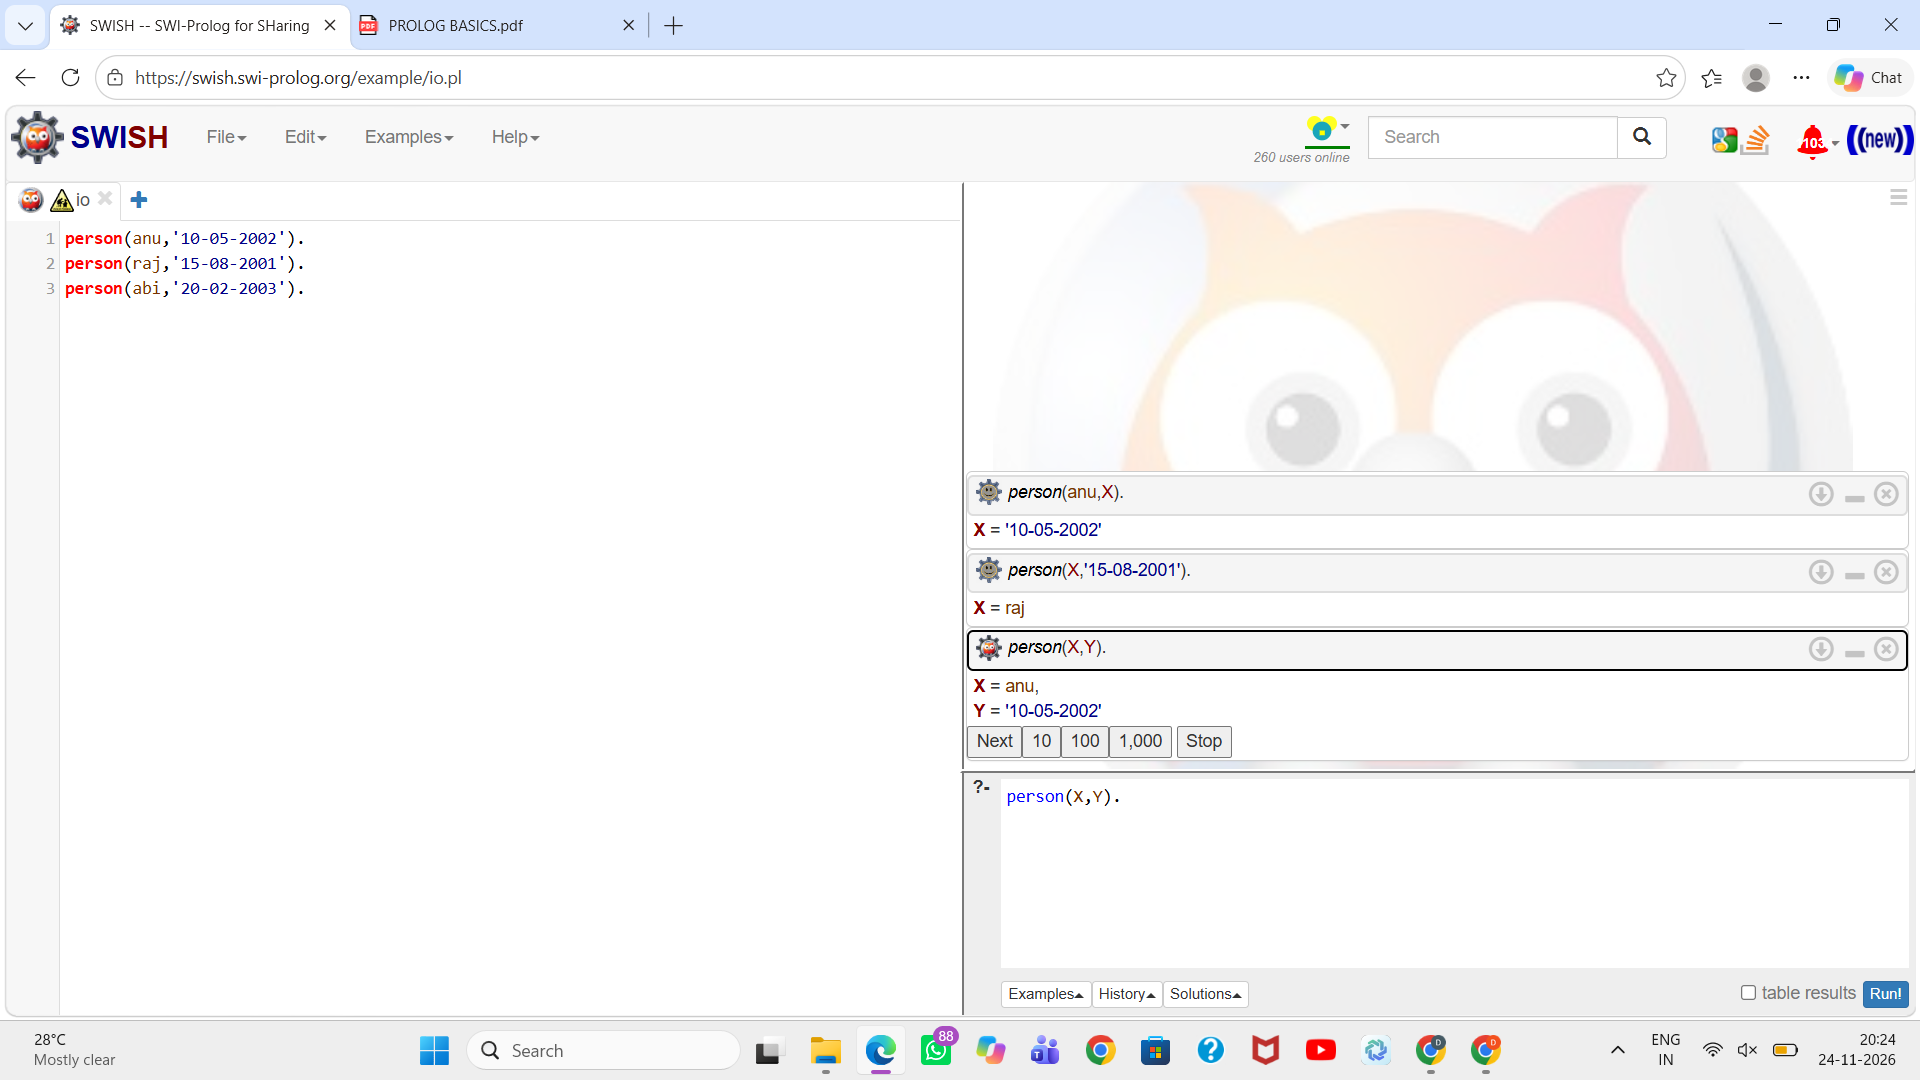 SWISH -- SWI-Prolog for SHaring
PDF
PROLOG BASICS.pdf
https://swish.swi-prolog.org/example/io.pl
Chat
SWISH
File
Edit
Examples
Help
260 users online
Search
103
((new))
io
1 person(anu,'10-05-2002').
2 person(raj,'15-08-2001').
3 person(abi,'20-02-2003').
person(anu,X).
X = '10-05-2002'
person(X,'15-08-2001').
X = raj
person(X,Y).
X = anu,
Y = '10-05-2002'
Next 10 100 1,000 Stop
?- person(X,Y).
Examples History Solutions
table results Run!
28°C
Mostly clear
Search
88
D
D
ENG
IN
20:24
24-11-2026